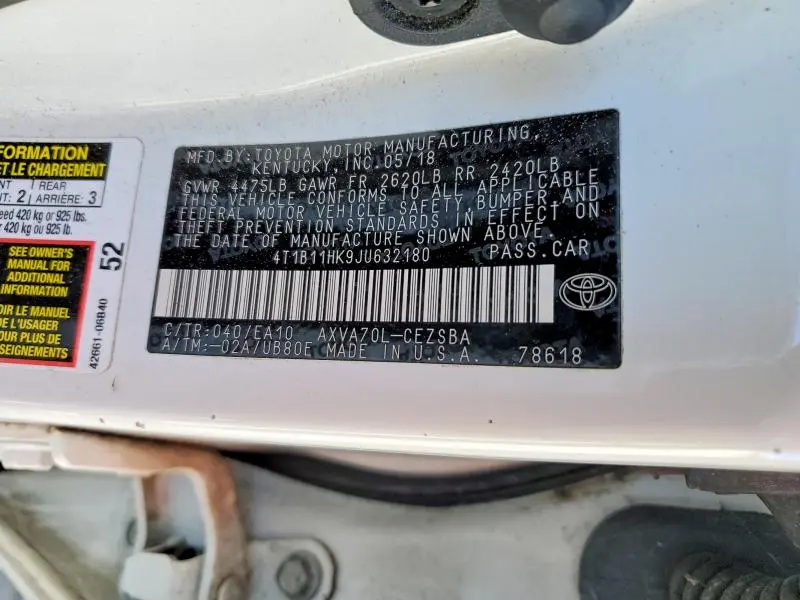 FORMATION
ET LE CHARGEMENT
NT : 2 | REAR
ARRIÈRE : 3
eed 420 kg or 925 lbs.
r 420 kg ou 925 lb.
SEE OWNER'S
MANUAL FOR
ADDITIONAL
INFORMATION
OIR LE MANUEL
DE L'USAGER
POUR PLUS DE
SEIGNEMENTS
52
42661-06B40
MFD.BY:TOYOTA MOTOR MANUFACTURING,
KENTUCKY, INC.05/18
GVWR 4475LB GAWR FR 2620LB RR 2420LB
THIS VEHICLE CONFORMS TO ALL APPLICABLE
FEDERAL MOTOR VEHICLE SAFETY, BUMPER,AND
THEFT PREVENTION STANDARDS IN EFFECT ON
THE DATE OF MANUFACTURE SHOWN ABOVE.
4T1B11HK9JU632180 PASS.CAR
C/TR:040/EA10 AXVA70L-CEZSBA
A/TM:-02A/UB80E MADE IN U.S.A. 78618